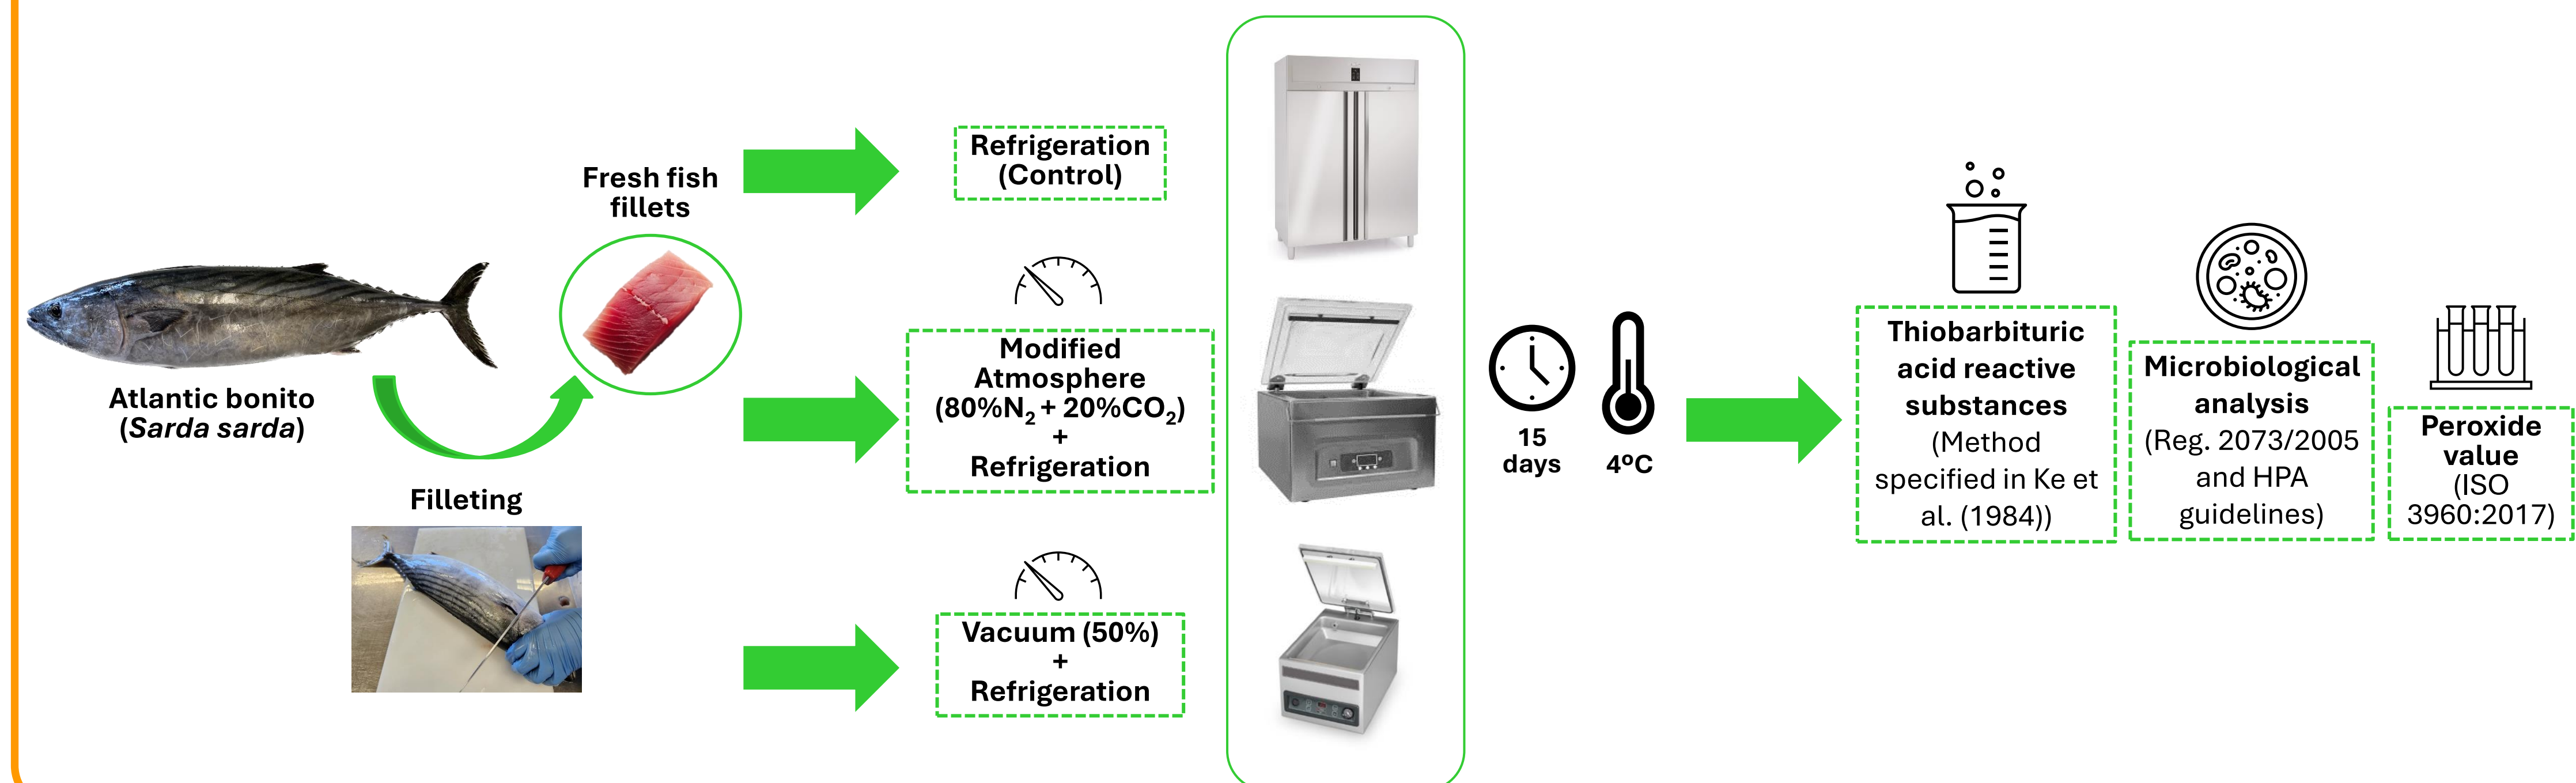 Atlantic bonito
(Sarda sarda)
Filleting
Fresh fish
fillets
Refrigeration
(Control)
Modified
Atmosphere
(80%N₂ + 20%CO₂)
+
Refrigeration
Vacuum (50%)
+
Refrigeration
15
days
4ºC
Thiobarbituric
acid reactive
substances
(Method
specified in Ke et
al. (1984))
Microbiological
analysis
(Reg. 2073/2005
and HPA
guidelines)
Peroxide
value
(ISO
3960:2017)